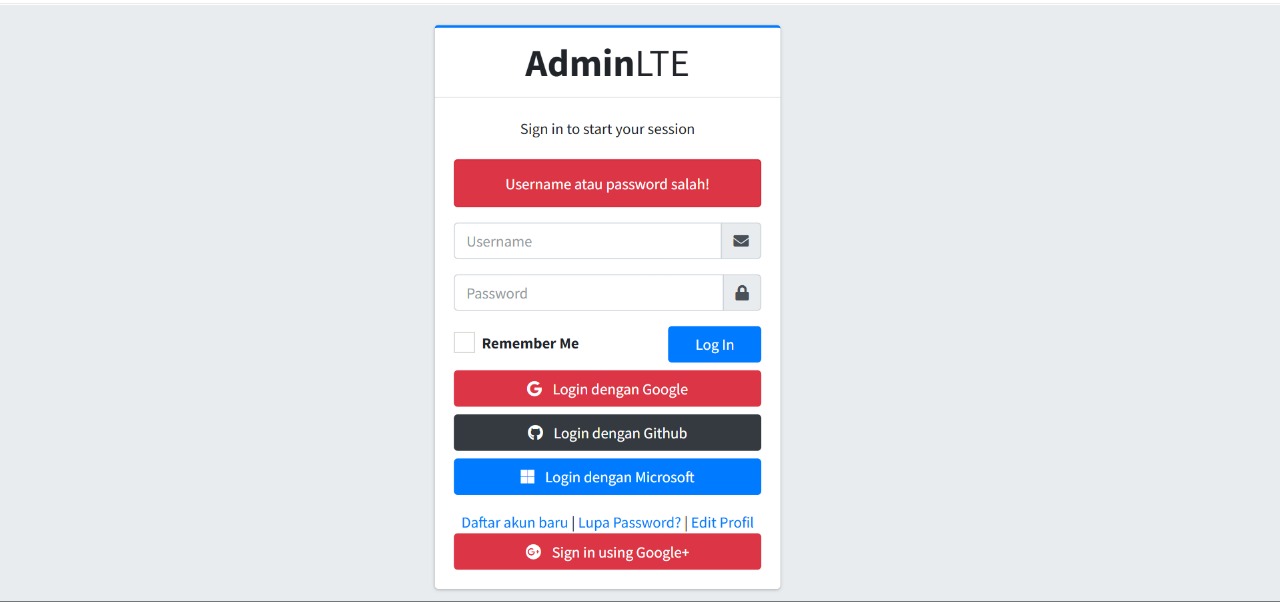 AdminLTE
Sign in to start your session
Username atau password salah!
Username
Password
Remember Me
Log In
Login dengan Google
Login dengan Github
Login dengan Microsoft
Daftar akun baru | Lupa Password? | Edit Profil
Sign in using Google+